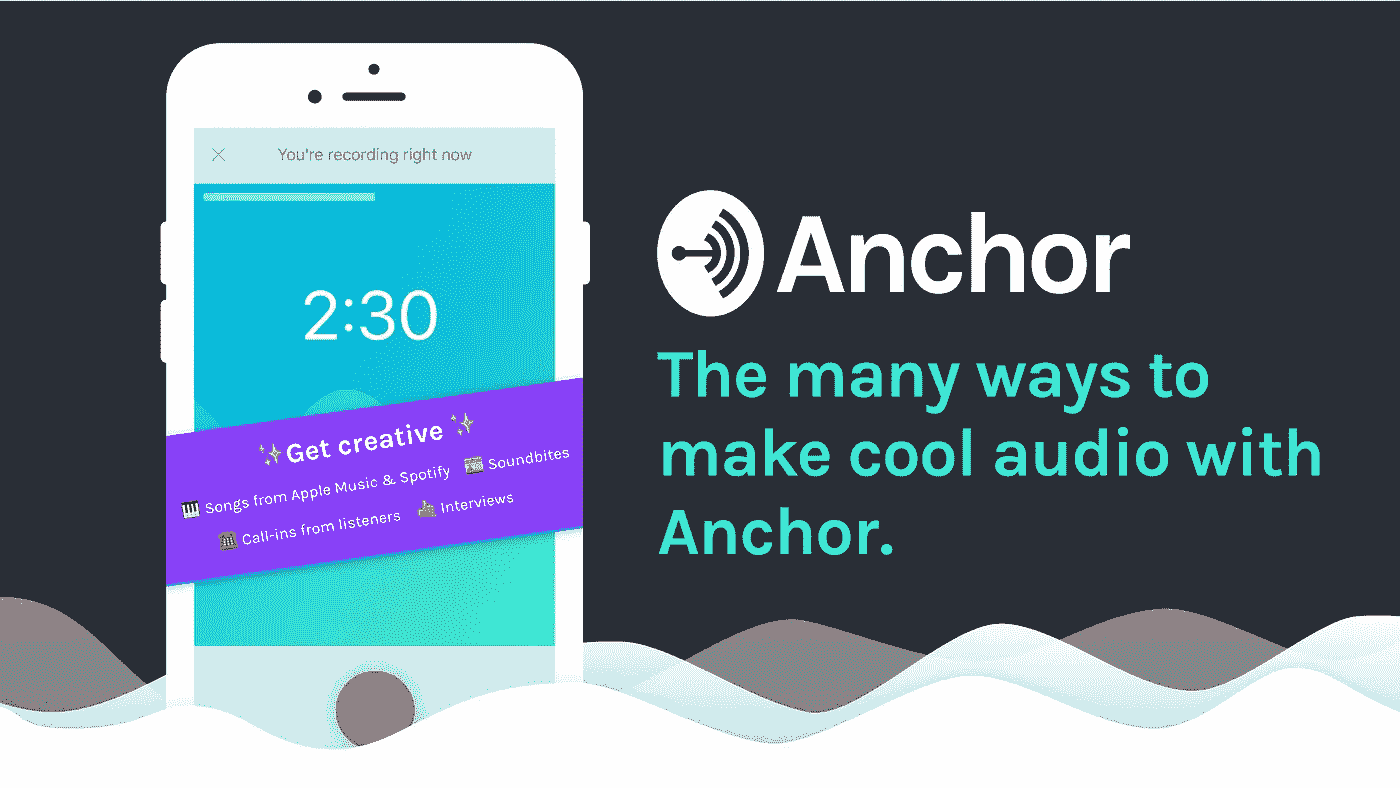 You're recording right now
2:30
✨Get creative ✨
🎹 Songs from Apple Music & Spotify 📻 Soundbites
Call-ins from listeners Interviews
Anchor
The many ways to
make cool audio with
Anchor.